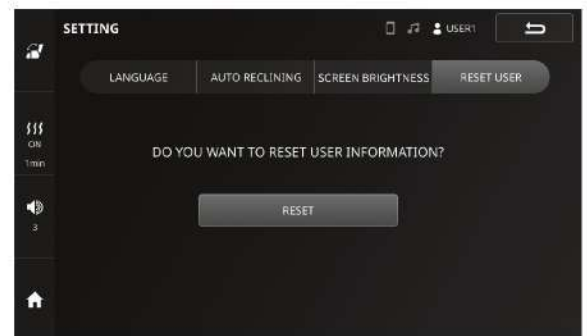 SETTING
USER1
LANGUAGE
AUTO RECLINING
SCREEN BRIGHTNESS
RESET USER
ON
1min
DO YOU WANT TO RESET USER INFORMATION?
3
RESET